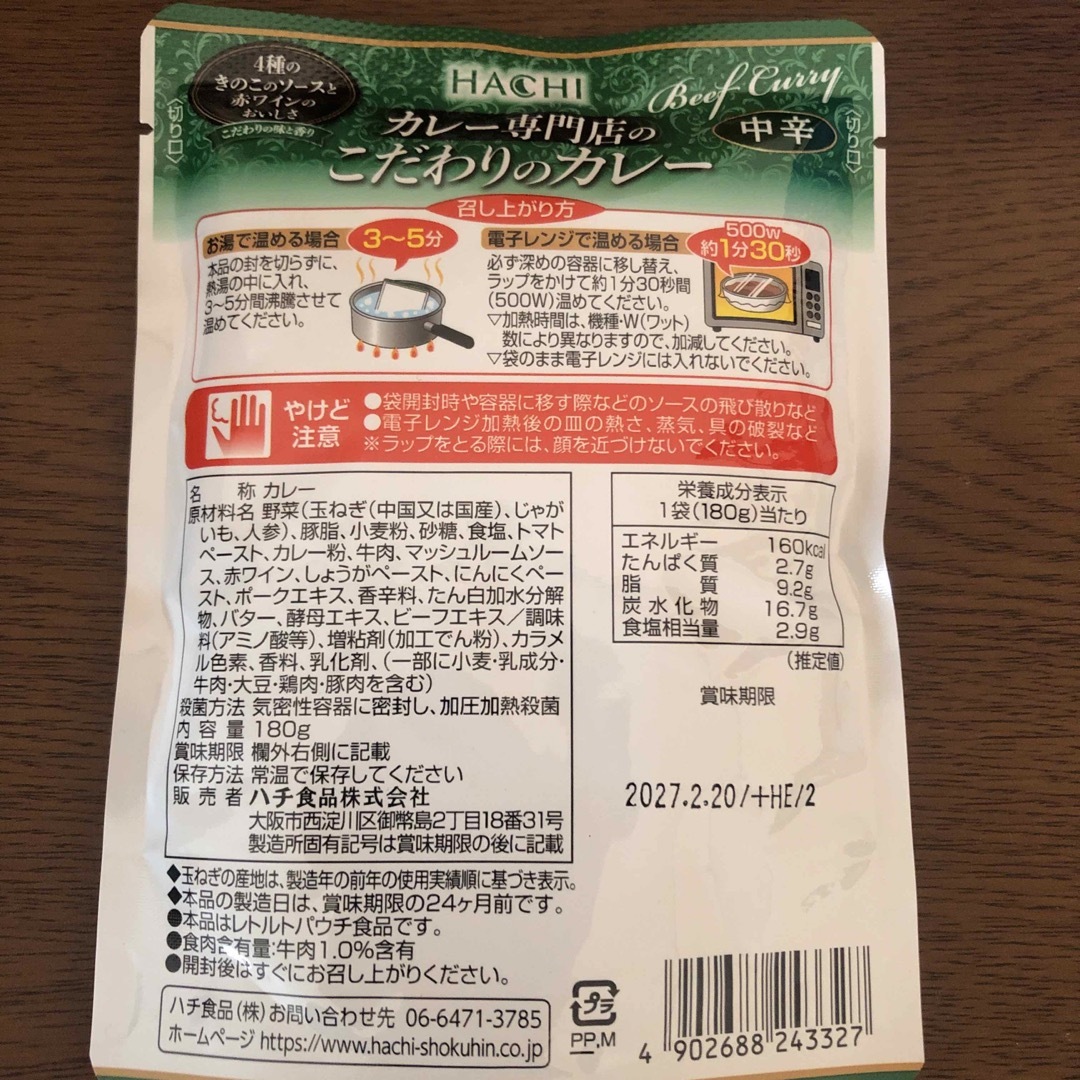 4種の
きのこのソースと
赤ワインの
おいしさ
こだわりの味と香り
HACHI
Beef Curry
〈切り口〉
カレー専門店の
こだわりのカレー
中辛
〈切り口〉
召し上がり方
お湯で温める場合
3〜5分
本品の封を切らずに、
熱湯の中に入れ、
3〜5分間沸騰させて
温めてください。
電子レンジで温める場合
500W
約1分30秒
必ず深めの容器に移し替え、
ラップをかけて約1分30秒間
(500W)温めてください。
▽加熱時間は、機種・W(ワット)
数により異なりますので、加減してください。
▽袋のまま電子レンジには入れないでください。
やけど
注意
●袋開封時や容器に移す際などのソースの飛び散りなど
●電子レンジ加熱後の皿の熱さ、蒸気、具の破裂など
※ラップをとる際には、顔を近づけないでください。
名 称 カレー
原材料名 野菜(玉ねぎ(中国又は国産)、じゃが
いも、人参)、豚脂、小麦粉、砂糖、食塩、トマト
ペースト、カレー粉、牛肉、マッシュルームソー
ス、赤ワイン、しょうがペースト、にんにくペー
スト、ポークエキス、香辛料、たん白加水分解
物、バター、酵母エキス、ビーフエキス/調味
料(アミノ酸等)、増粘剤(加工でん粉)、カラメ
ル色素、香料、乳化剤、(一部に小麦・乳成分・
牛肉・大豆・鶏肉・豚肉を含む)
殺菌方法 気密性容器に密封し、加圧加熱殺菌
内容量 180g
賞味期限 欄外右側に記載
保存方法 常温で保存してください
販売者 ハチ食品株式会社
大阪市西淀川区御幣島2丁目18番31号
製造所固有記号は賞味期限の後に記載
栄養成分表示
1袋(180g)当たり
エネルギー 160kcal
たんぱく質 2.7g
脂質 9.2g
炭水化物 16.7g
食塩相当量 2.9g
(推定値)
賞味期限
2027.2.20/+HE/2
◆玉ねぎの産地は、製造年の前年の使用実績順に基づき表示。
◆本品の製造日は、賞味期限の24ヶ月前です。
●本品はレトルトパウチ食品です。
●食肉含有量:牛肉1.0%含有
●開封後はすぐにお召し上がりください。
ハチ食品(株)お問い合わせ先 06-6471-3785
ホームページ https://www.hachi-shokuhin.co.jp
プラ
PP,M
4 902688 243327